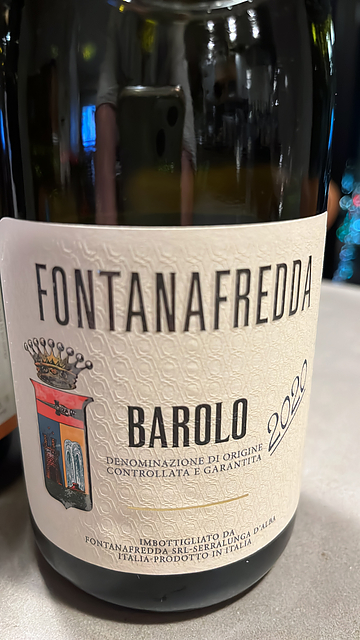 FONTANAFREDDA
BAROLO
2020
DENOMINAZIONE DI ORIGINE
CONTROLLATA E GARANTITA
IMBOTTIGLIATO DA
FONTANAFREDDA SRL-SERRALUNGA D'ALBA
ITALIA-PRODOTTO IN ITALIA